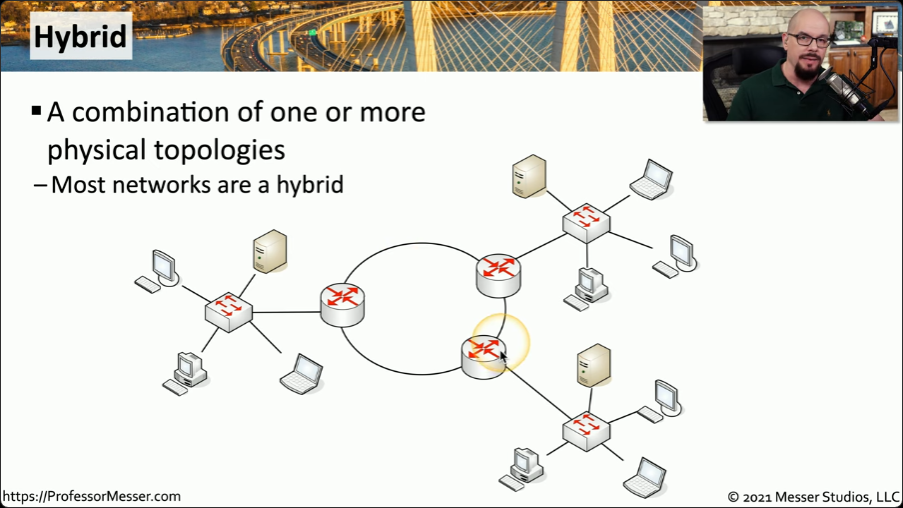 Hybrid
▪ A combination of one or more
physical topologies
– Most networks are a hybrid
https://ProfessorMesser.com
© 2021 Messer Studios, LLC